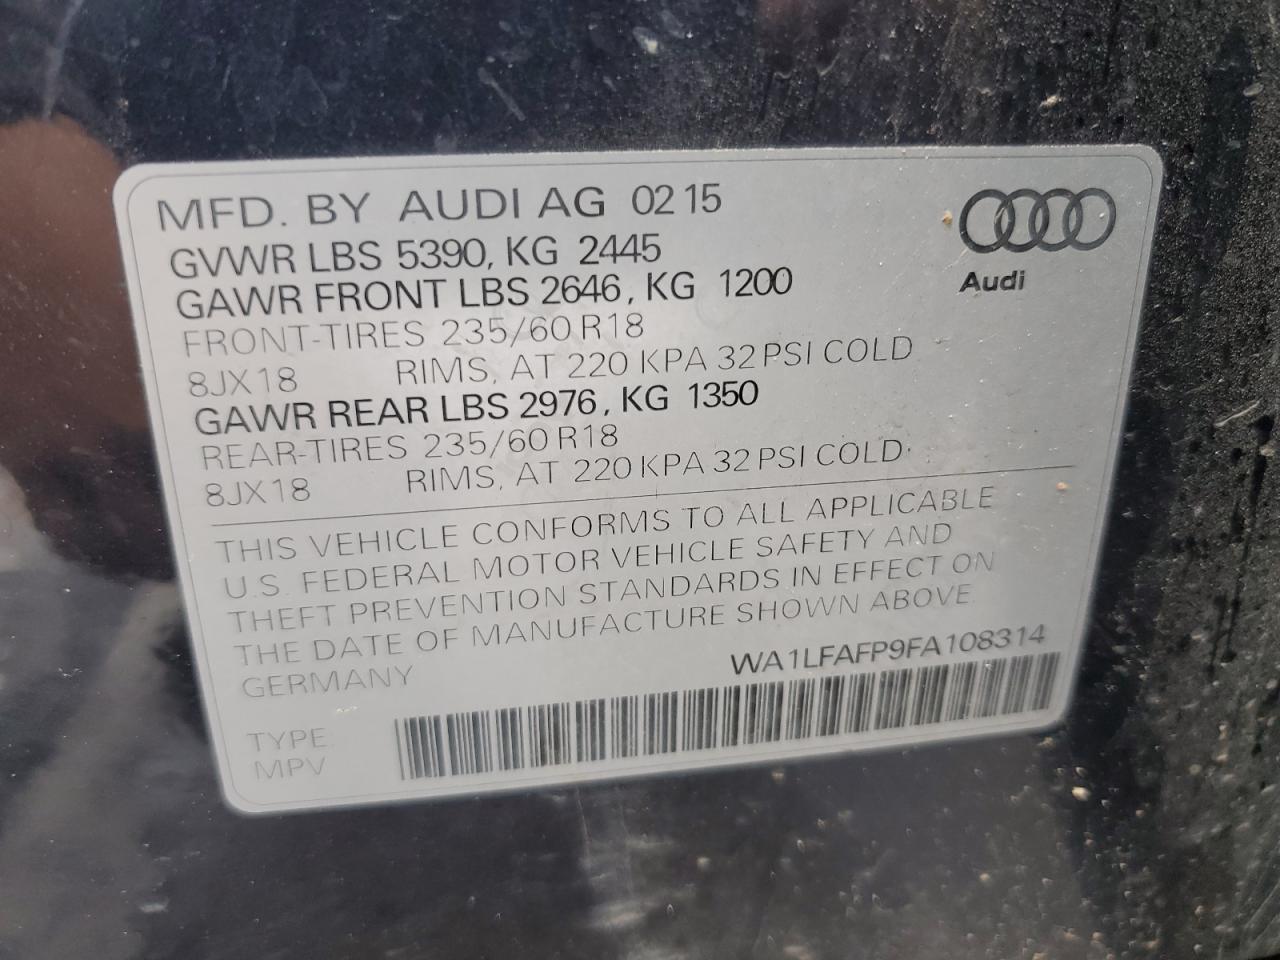 MFD. BY AUDI AG 02 15
GVWR LBS 5390, KG 2445
GAWR FRONT LBS 2646, KG 1200
Audi
FRONT-TIRES 235/60 R18
8JX18 RIMS, AT 220 KPA 32 PSI COLD
GAWR REAR LBS 2976, KG 1350
REAR-TIRES 235/60 R18
8JX18 RIMS, AT 220 KPA 32 PSI COLD
THIS VEHICLE CONFORMS TO ALL APPLICABLE
U.S. FEDERAL MOTOR VEHICLE SAFETY AND
THEFT PREVENTION STANDARDS IN EFFECT ON
THE DATE OF MANUFACTURE SHOWN ABOVE.
GERMANY WA1LFAFP9FA108314
TYPE
MPV